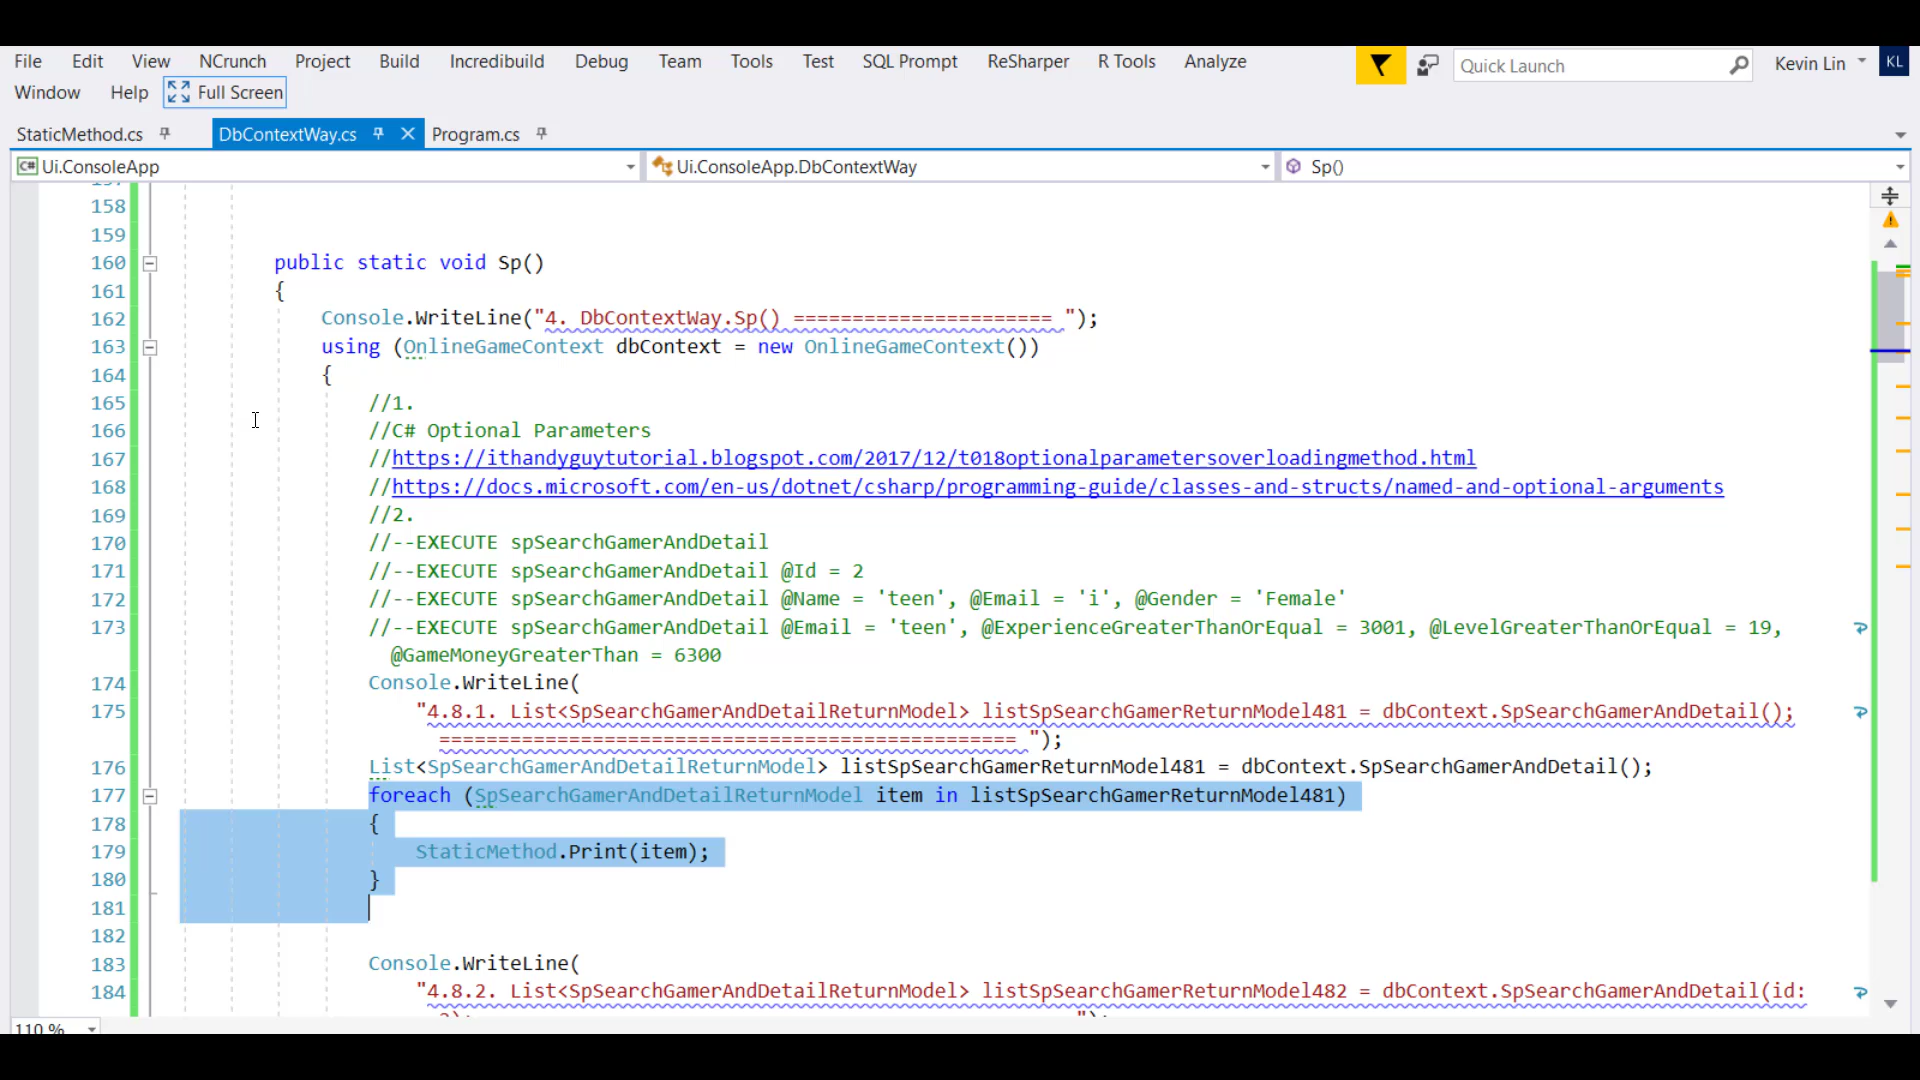 File Edit View NCrunch Project Build Incredibuild Debug Team Tools Test SQL Prompt ReSharper R Tools Analyze Quick Launch Kevin Lin KL
Window Help Full Screen
StaticMethod.cs DbContextWay.cs Program.cs
C# Ui.ConsoleApp Ui.ConsoleApp.DbContextWay Sp()
158
159
160 public static void Sp()
161 {
162 Console.WriteLine("4. DbContextWay.Sp() ====================== ");
163 using (OnlineGameContext dbContext = new OnlineGameContext())
164 {
165 //1.
166 //C# Optional Parameters
167 //https://ithandyguytutorial.blogspot.com/2017/12/t018optionalparametersoverloadingmethod.html
168 //https://docs.microsoft.com/en-us/dotnet/csharp/programming-guide/classes-and-structs/named-and-optional-arguments
169 //2.
170 //--EXECUTE spSearchGamerAndDetail
171 //--EXECUTE spSearchGamerAndDetail @Id = 2
172 //--EXECUTE spSearchGamerAndDetail @Name = 'teen', @Email = 'i', @Gender = 'Female'
173 //--EXECUTE spSearchGamerAndDetail @Email = 'teen', @ExperienceGreaterThanOrEqual = 3001, @LevelGreaterThanOrEqual = 19,
@GameMoneyGreaterThan = 6300
174 Console.WriteLine(
175 "4.8.1. List<SpSearchGamerAndDetailReturnModel> listSpSearchGamerReturnModel481 = dbContext.SpSearchGamerAndDetail();
================================================= ");
176 List<SpSearchGamerAndDetailReturnModel> listSpSearchGamerReturnModel481 = dbContext.SpSearchGamerAndDetail();
177 foreach (SpSearchGamerAndDetailReturnModel item in listSpSearchGamerReturnModel481)
178 {
179 StaticMethod.Print(item);
180 }
181
182
183 Console.WriteLine(
184 "4.8.2. List<SpSearchGamerAndDetailReturnModel> listSpSearchGamerReturnModel482 = dbContext.SpSearchGamerAndDetail(id:
110 %